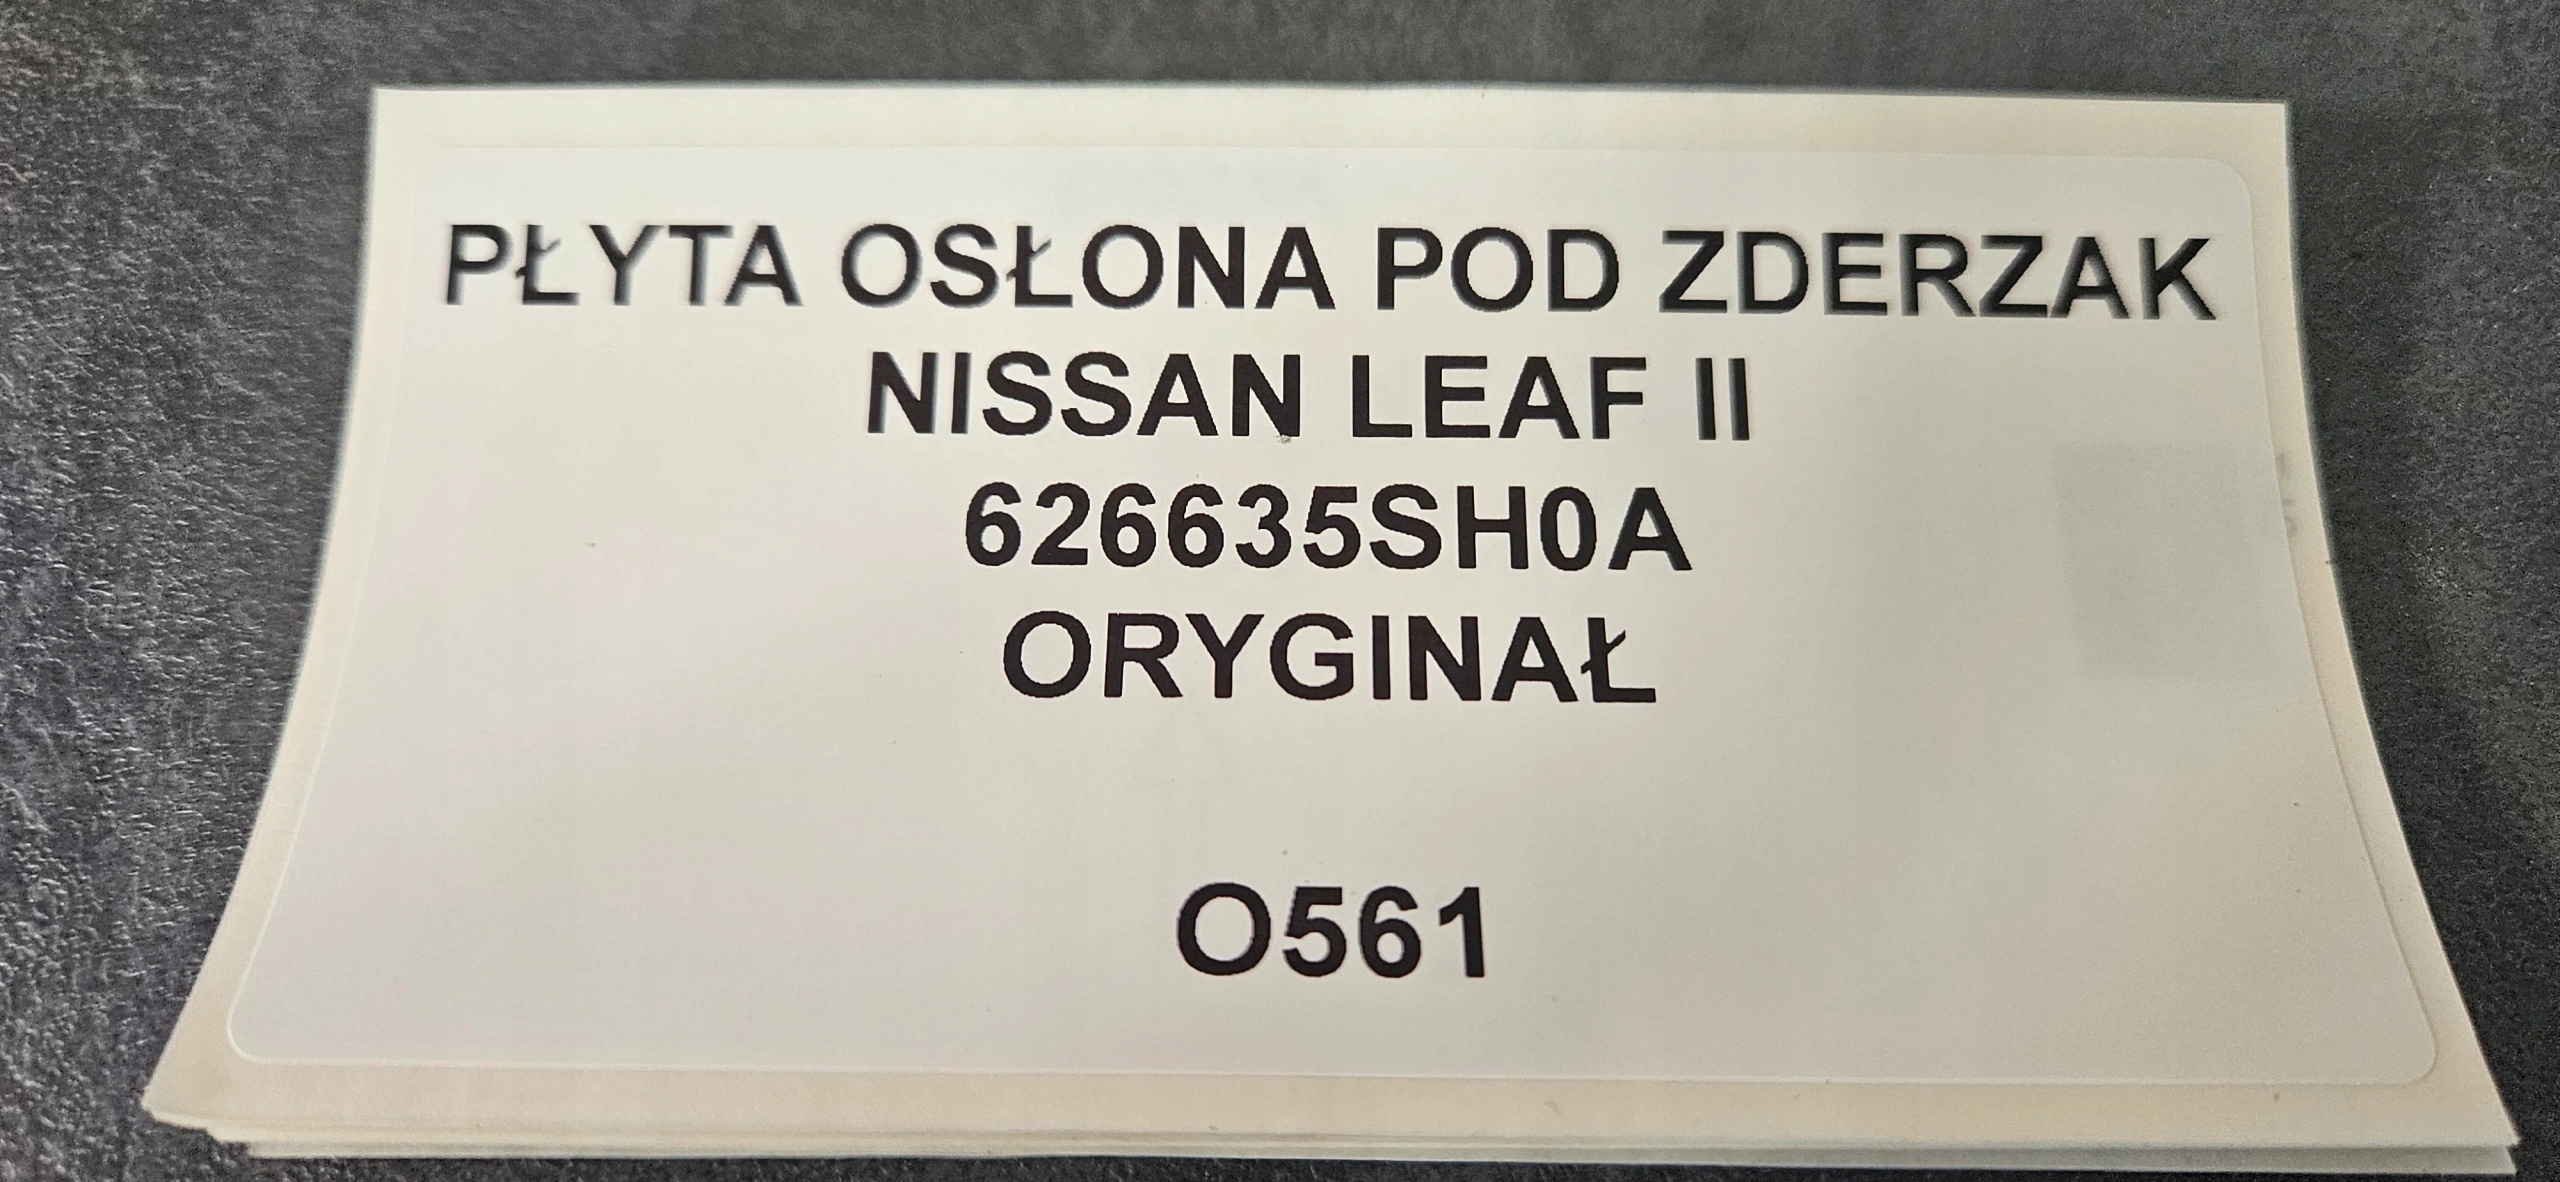 PŁYTA OSŁONA POD ZDERZAK
NISSAN LEAF II
626635SH0A
ORYGINAŁ
O561